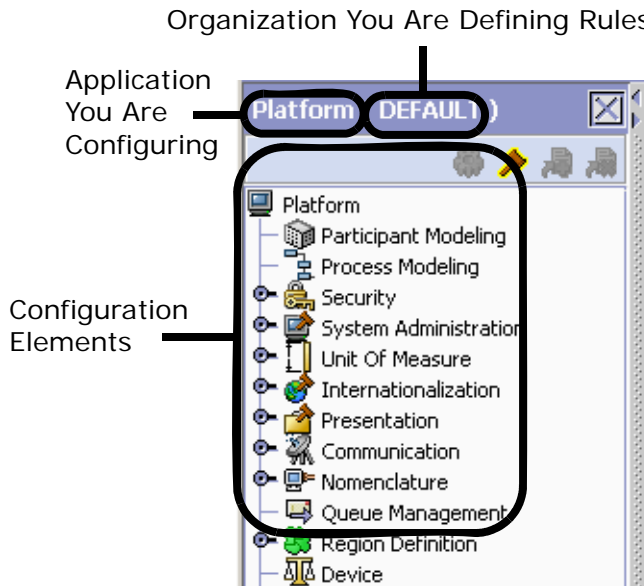 Organization You Are Defining Rules
Application
You Are
Configuring
Platform ( DEFAULT )
Configuration
Elements
Platform
Participant Modeling
Process Modeling
Security
System Administration
Unit Of Measure
Internationalization
Presentation
Communication
Nomenclature
Queue Management
Region Definition
Device